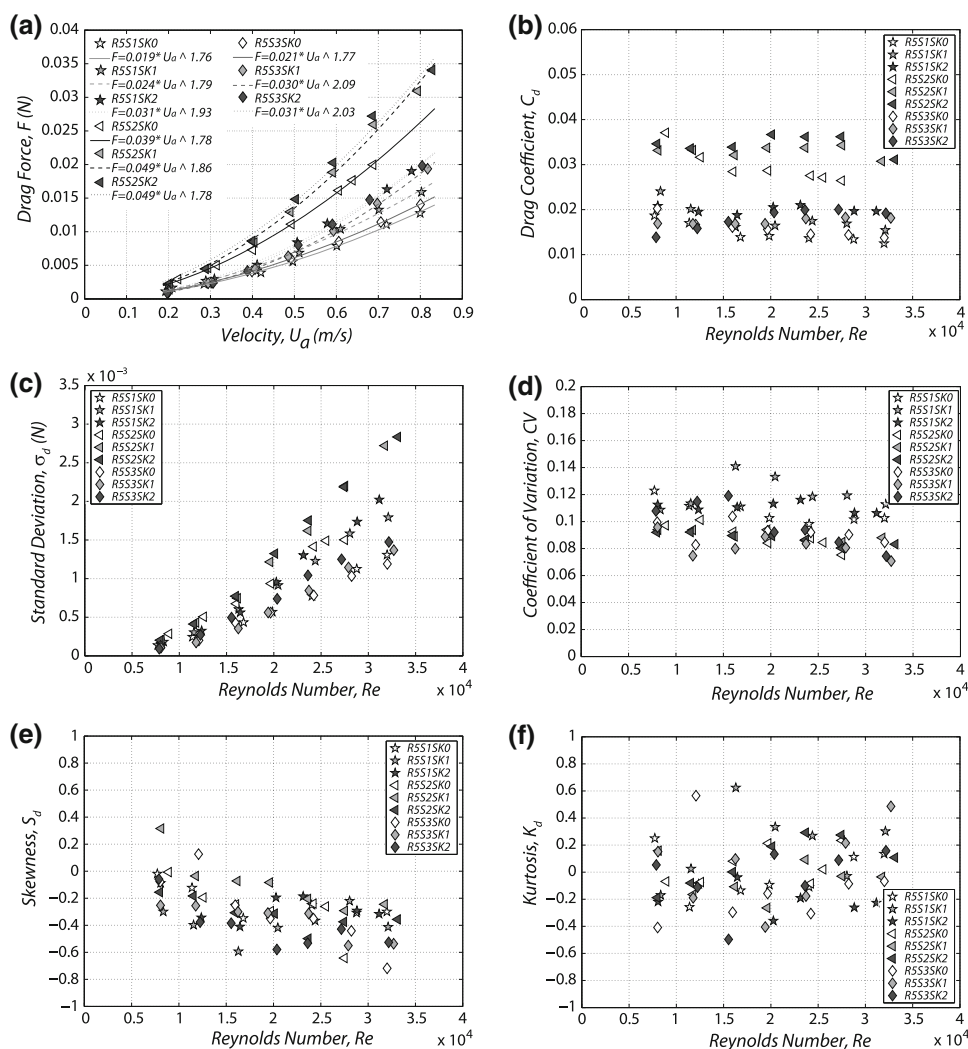 (a)
Drag Force, F (N)
0.04
0.035
0.03
0.025
0.02
0.015
0.01
0.005
0
R5S1SK0
F=0.019* Ua ^ 1.76
R5S1SK1
F=0.024* Ua ^ 1.79
R5S1SK2
F=0.031* Ua ^ 1.93
R5S2SK0
F=0.039* Ua ^ 1.78
R5S2SK1
F=0.049* Ua ^ 1.86
R5S2SK2
F=0.049* Ua ^ 1.78
R5S3SK0
F=0.021* Ua ^ 1.77
R5S3SK1
F=0.030* Ua ^ 2.09
R5S3SK2
F=0.031* Ua ^ 2.03
0 0.1 0.2 0.3 0.4 0.5 0.6 0.7 0.8 0.9
Velocity, Ua (m/s)
(b)
Drag Coefficient, Cd
0.06
0.05
0.04
0.03
0.02
0.01
0
R5S1SK0
R5S1SK1
R5S1SK2
R5S2SK0
R5S2SK1
R5S2SK2
R5S3SK0
R5S3SK1
R5S3SK2
0 0.5 1 1.5 2 2.5 3 3.5 4
x 10⁴
Reynolds Number, Re
(c)
Standard Deviation, σd (N)
x 10⁻³
3.5
3
2.5
2
1.5
1
0.5
0
R5S1SK0
R5S1SK1
R5S1SK2
R5S2SK0
R5S2SK1
R5S2SK2
R5S3SK0
R5S3SK1
R5S3SK2
0 0.5 1 1.5 2 2.5 3 3.5 4
x 10⁴
Reynolds Number, Re
(d)
Coefficient of Variation, CV
0.2
0.18
0.16
0.14
0.12
0.1
0.08
0.06
0.04
0.02
0
R5S1SK0
R5S1SK1
R5S1SK2
R5S2SK0
R5S2SK1
R5S2SK2
R5S3SK0
R5S3SK1
R5S3SK2
0 0.5 1 1.5 2 2.5 3 3.5 4
x 10⁴
Reynolds Number, Re
(e)
Skewness, Sd
1
0.8
0.6
0.4
0.2
0
−0.2
−0.4
−0.6
−0.8
−1
R5S1SK0
R5S1SK1
R5S1SK2
R5S2SK0
R5S2SK1
R5S2SK2
R5S3SK0
R5S3SK1
R5S3SK2
0 0.5 1 1.5 2 2.5 3 3.5 4
x 10⁴
Reynolds Number, Re
(f)
Kurtosis, Kd
1
0.8
0.6
0.4
0.2
0
−0.2
−0.4
−0.6
−0.8
−1
R5S1SK0
R5S1SK1
R5S1SK2
R5S2SK0
R5S2SK1
R5S2SK2
R5S3SK0
R5S3SK1
R5S3SK2
0 0.5 1 1.5 2 2.5 3 3.5 4
x 10⁴
Reynolds Number, Re